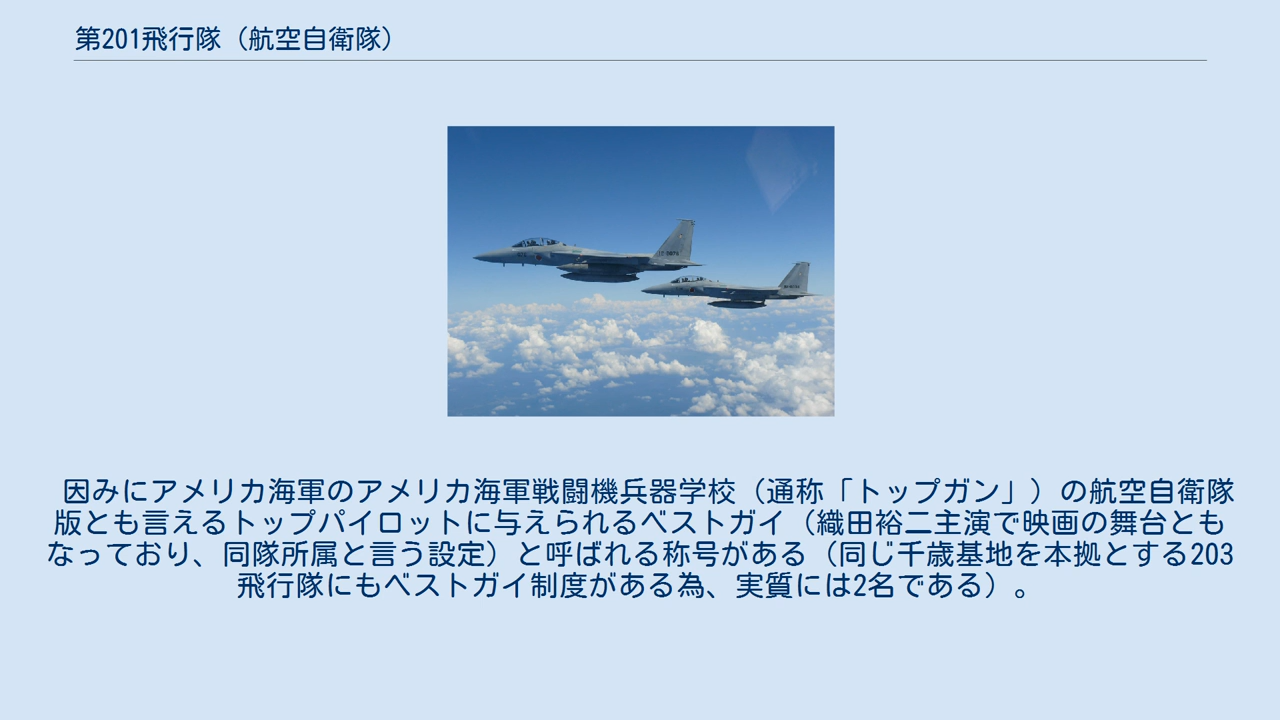 第201飛行隊（航空自衛隊）
因みにアメリカ海軍のアメリカ海軍戦闘機兵器学校（通称「トップガン」）の航空自衛隊
版とも言えるトップパイロットに与えられるベストガイ（織田裕二主演で映画の舞台とも
なっており、同隊所属と言う設定）と呼ばれる称号がある（同じ千歳基地を本拠とする203
飛行隊にもベストガイ制度がある為、実質には2名である）。